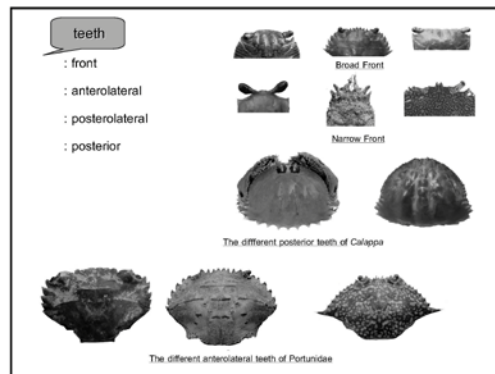 teeth
: front
: anterolateral
: posterolateral
: posterior
Broad Front
Narrow Front
The diffferent posterior teeth of Calappa
The different anterolateral teeth of Portunidae